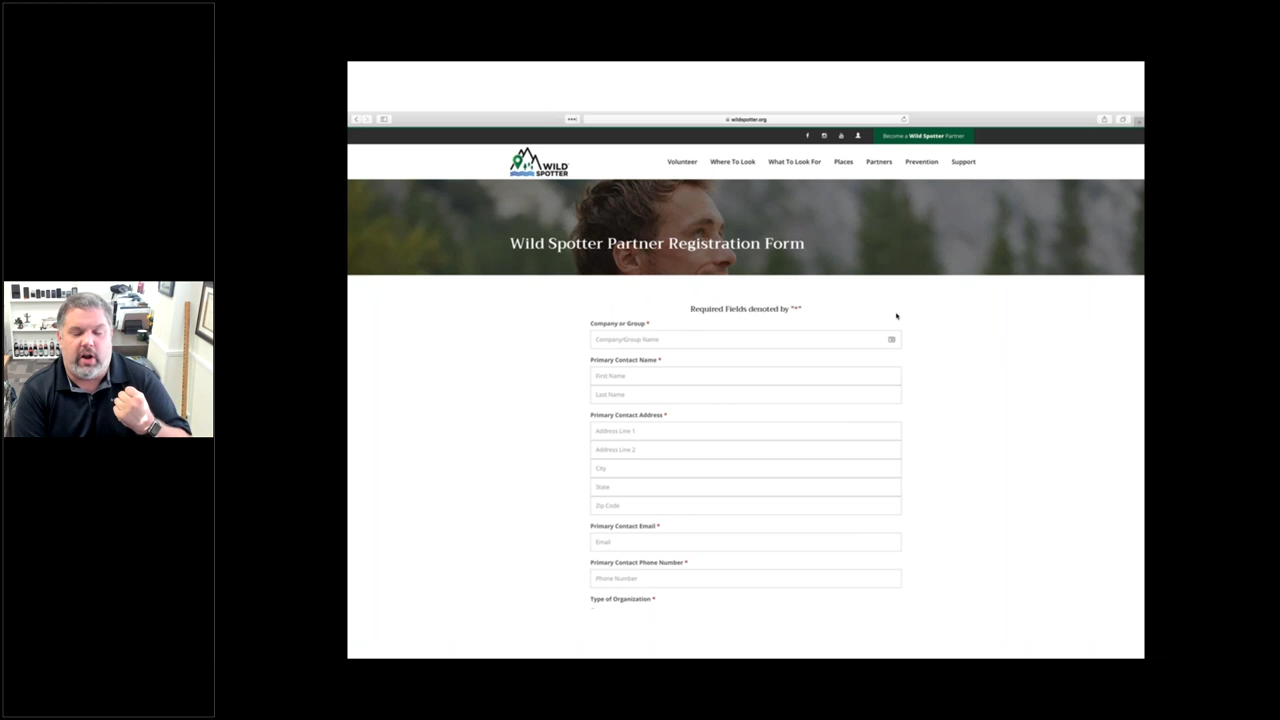 wildspotter.org
Become a Wild Spotter Partner
WILD
SPOTTER
Volunteer Where To Look What To Look For Places Partners Prevention Support
Wild Spotter Partner Registration Form
Required Fields denoted by "*"
Company or Group *
Company/Group Name
Primary Contact Name *
First Name
Last Name
Primary Contact Address *
Address Line 1
Address Line 2
City
State
Zip Code
Primary Contact Email *
Email
Primary Contact Phone Number *
Phone Number
Type of Organization *